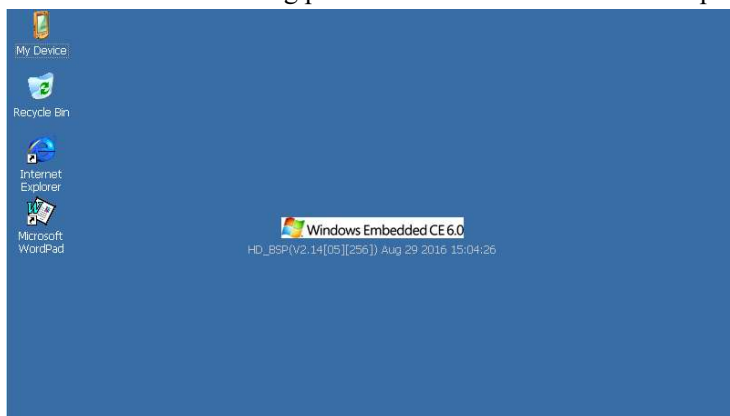 My Device
Recycle Bin
Internet
Explorer
Microsoft
WordPad
Windows Embedded CE 6.0
HD_BSP(V2.14[05][256]) Aug 29 2016 15:04:26